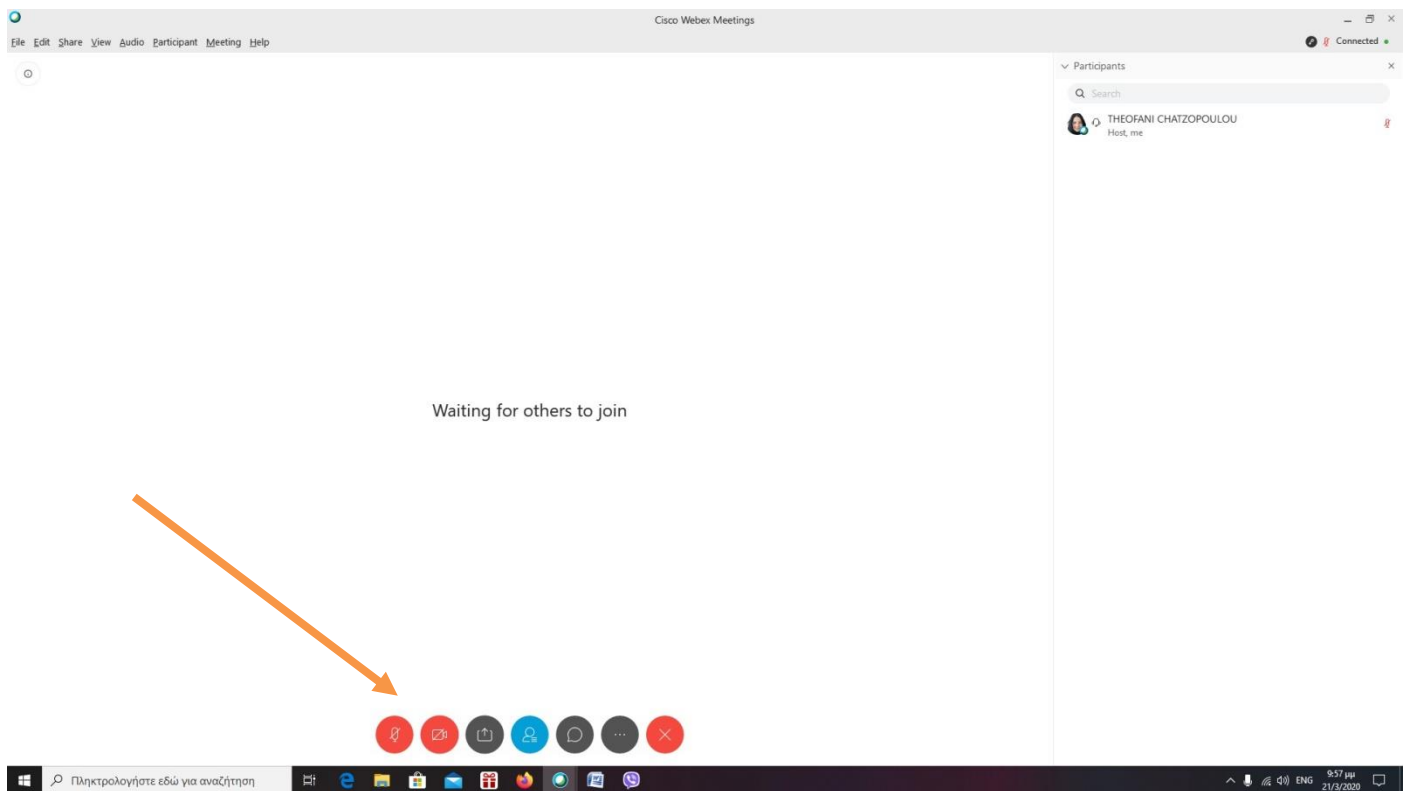 Cisco Webex Meetings
File Edit Share View Audio Participant Meeting Help
Connected
Participants
Search
THEOFANI CHATZOPOULOU
Host, me
Waiting for others to join
Πληκτρολογήστε εδώ για αναζήτηση
ENG
9:57 μμ
21/3/2020